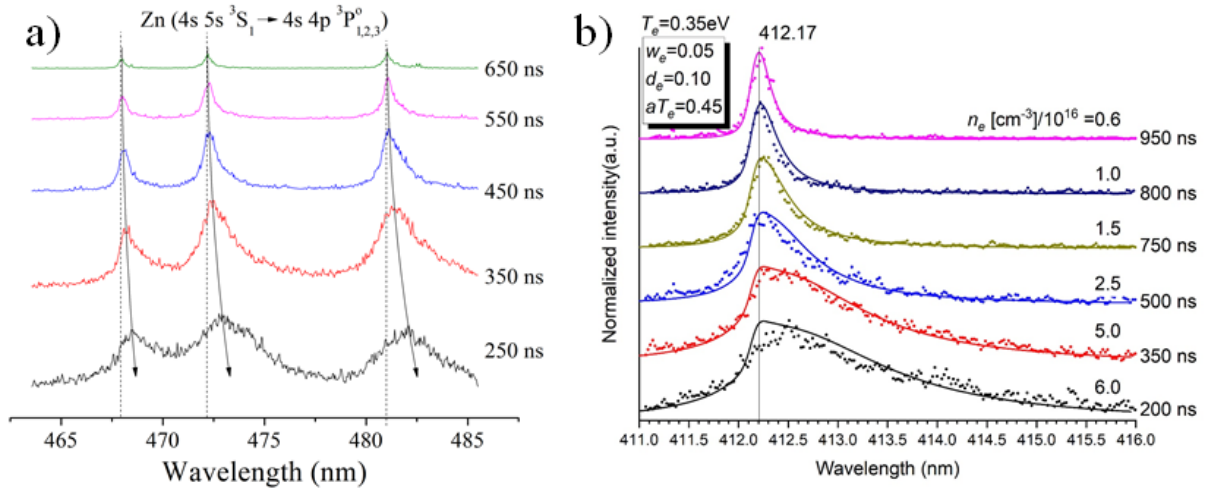 a)
Zn (4s 5s ³S₁ → 4s 4p ³P°₁,₂,₃)
650 ns
550 ns
450 ns
350 ns
250 ns
465 470 475 480 485
Wavelength (nm)
b)
Tₑ=0.35eV
wₑ=0.05
dₑ=0.10
aTₑ=0.45
412.17
nₑ [cm⁻³]/10¹⁶ =0.6
950 ns
1.0
800 ns
1.5
750 ns
2.5
500 ns
5.0
350 ns
6.0
200 ns
Normalized intensity(a.u.)
411.0 411.5 412.0 412.5 413.0 413.5 414.0 414.5 415.0 415.5 416.0
Wavelength (nm)